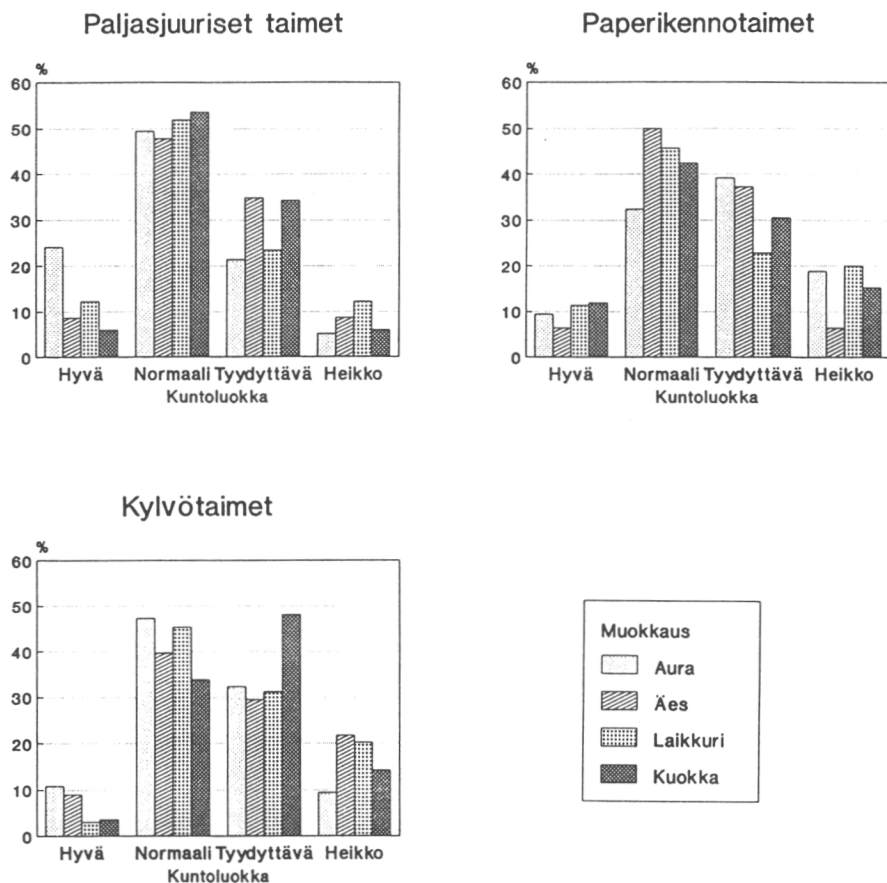 Paljasjuuriset taimet
%
60
50
40
30
20
10
0
Hyvä Normaali Tyydyttävä Heikko
Kuntoluokka
Paperikennotaimet
%
60
50
40
30
20
10
0
Hyvä Normaali Tyydyttävä Heikko
Kuntoluokka
Kylvötaimet
%
60
50
40
30
20
10
0
Hyvä Normaali Tyydyttävä Heikko
Kuntoluokka
Muokkaus
Aura
Äes
Laikkuri
Kuokka